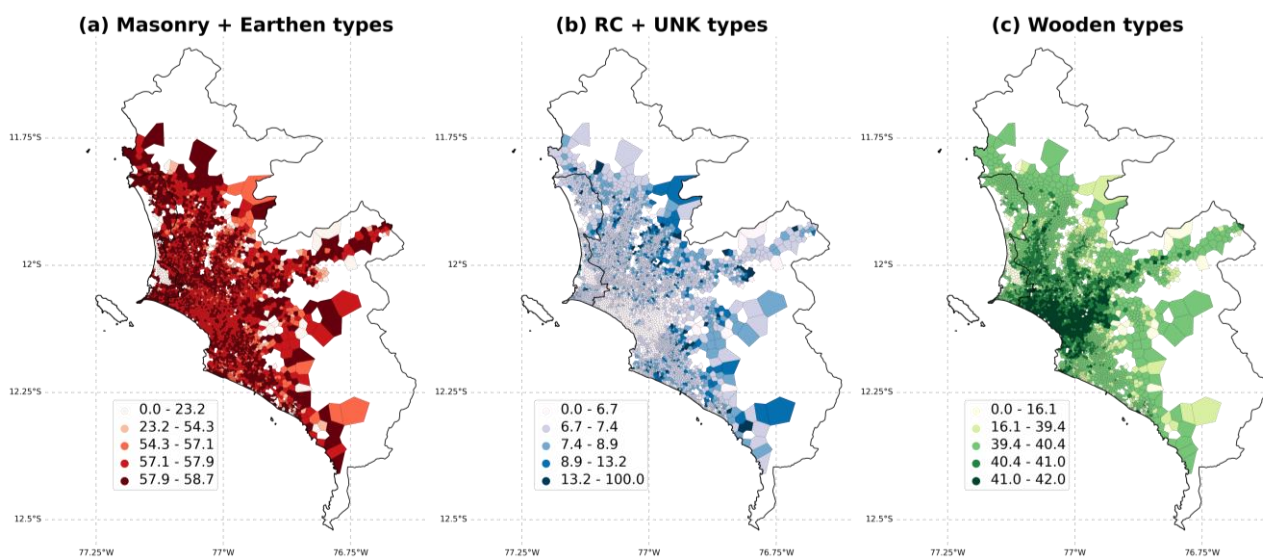 (a) Masonry + Earthen types
(b) RC + UNK types
(c) Wooden types
11.75°S
12°S
12.25°S
12.5°S
77.25°W
77°W
76.75°W
0.0 - 23.2
23.2 - 54.3
54.3 - 57.1
57.1 - 57.9
57.9 - 58.7
11.75°S
12°S
12.25°S
12.5°S
77.25°W
77°W
76.75°W
0.0 - 6.7
6.7 - 7.4
7.4 - 8.9
8.9 - 13.2
13.2 - 100.0
11.75°S
12°S
12.25°S
12.5°S
77.25°W
77°W
76.75°W
0.0 - 16.1
16.1 - 39.4
39.4 - 40.4
40.4 - 41.0
41.0 - 42.0